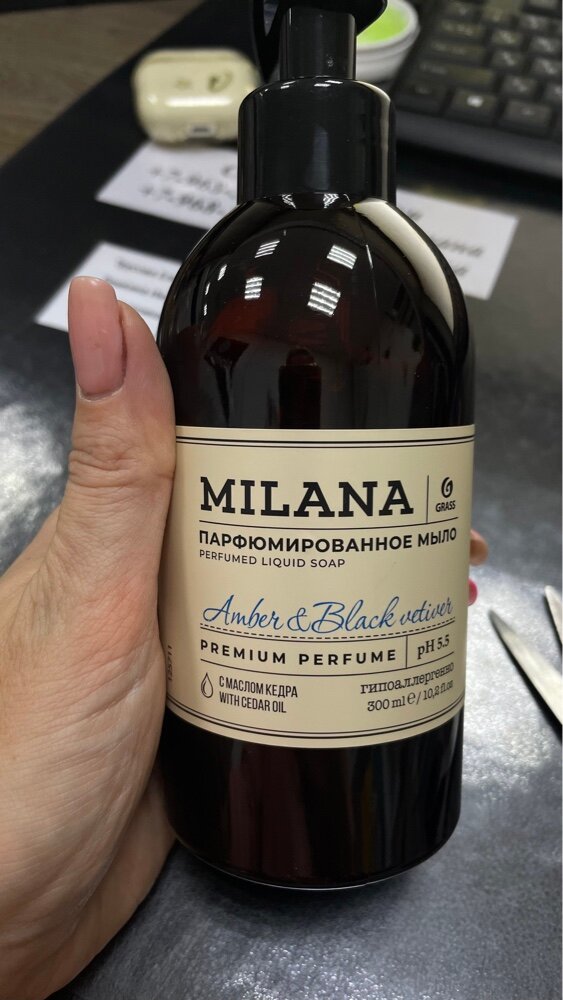 MILANA
GRASS
ПАРФЮМИРОВАННОЕ МЫЛО
PERFUMED LIQUID SOAP
Amber & Black vetiver
PREMIUM PERFUME
pH 5.5
С МАСЛОМ КЕДРА
WITH CEDAR OIL
гипоаллергенно
300 ml e / 10,2 fl.oz